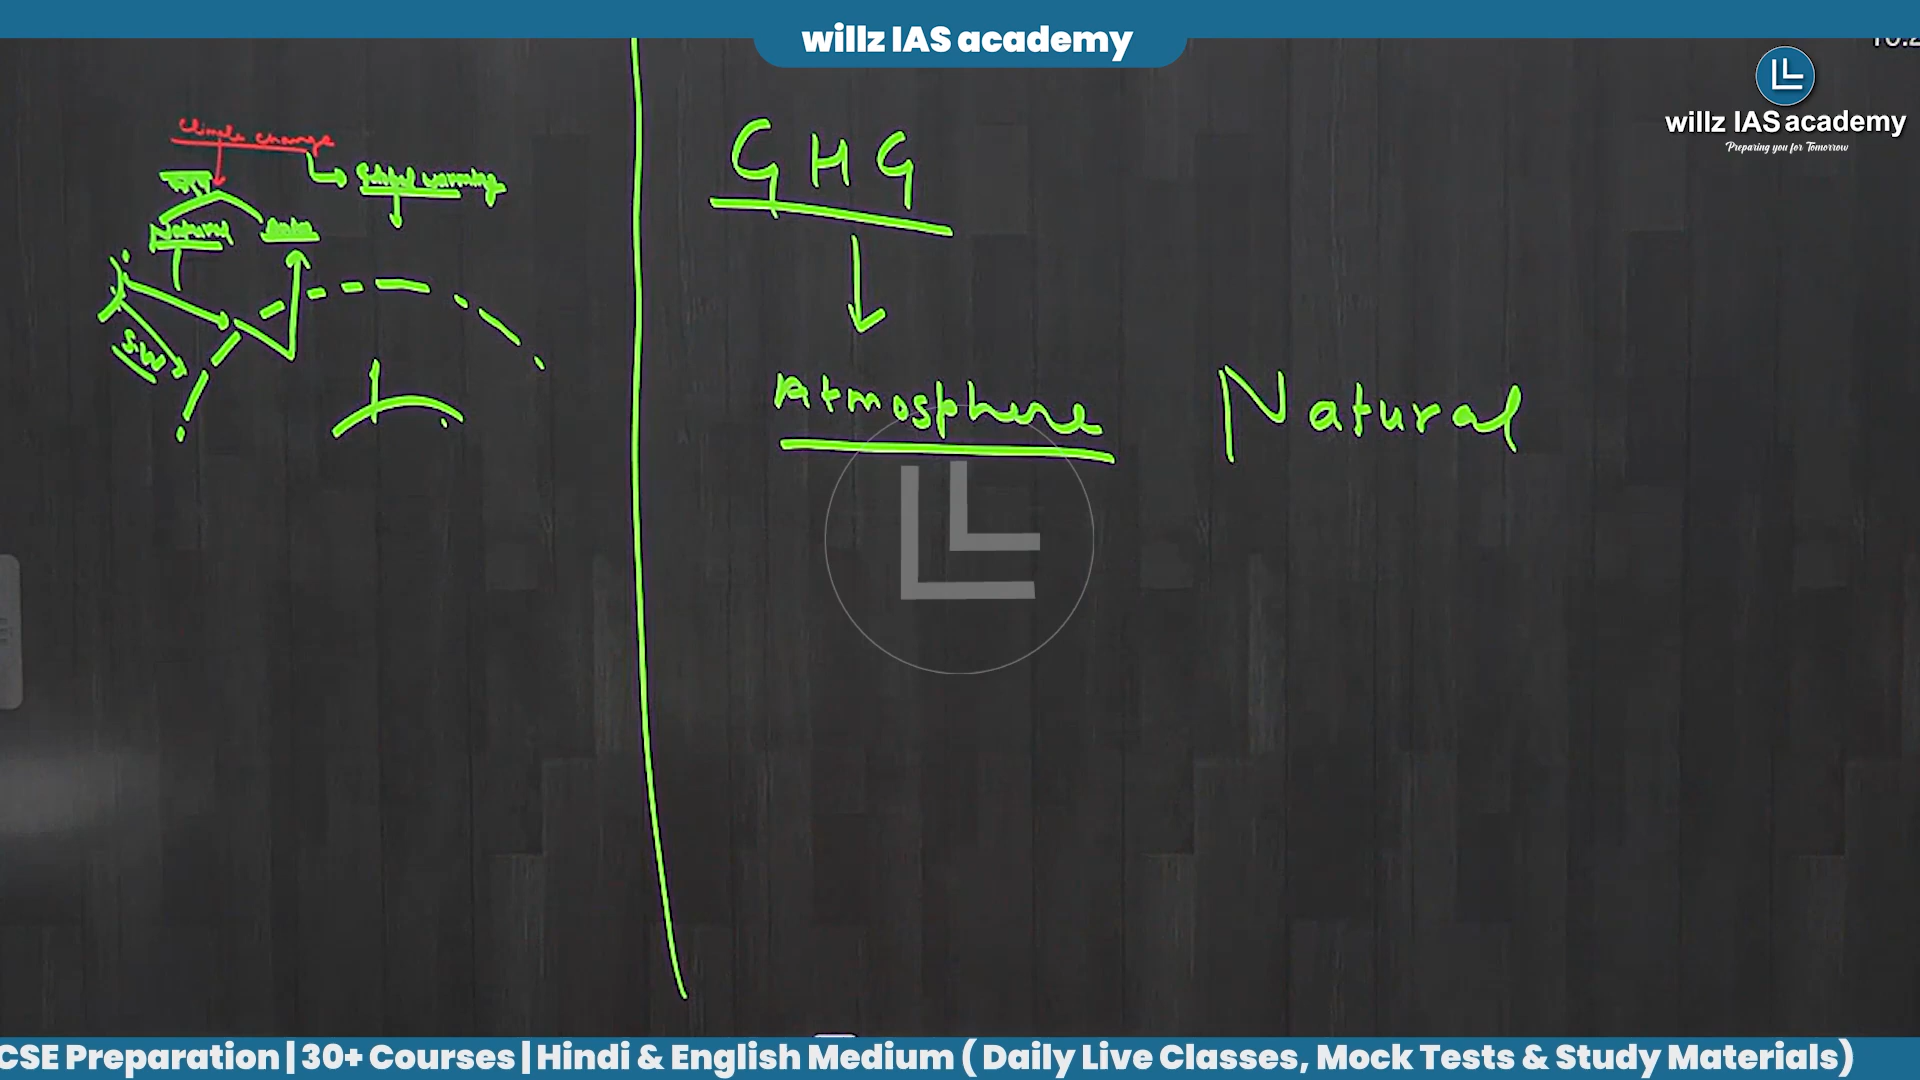 willz IAS academy
willz IAS academy
Preparing you for Tomorrow
Climate change
Global warming
Natural
S.W
GHG
Atmosphere
Natural
CSE Preparation | 30+ Courses | Hindi & English Medium ( Daily Live Classes, Mock Tests & Study Materials)